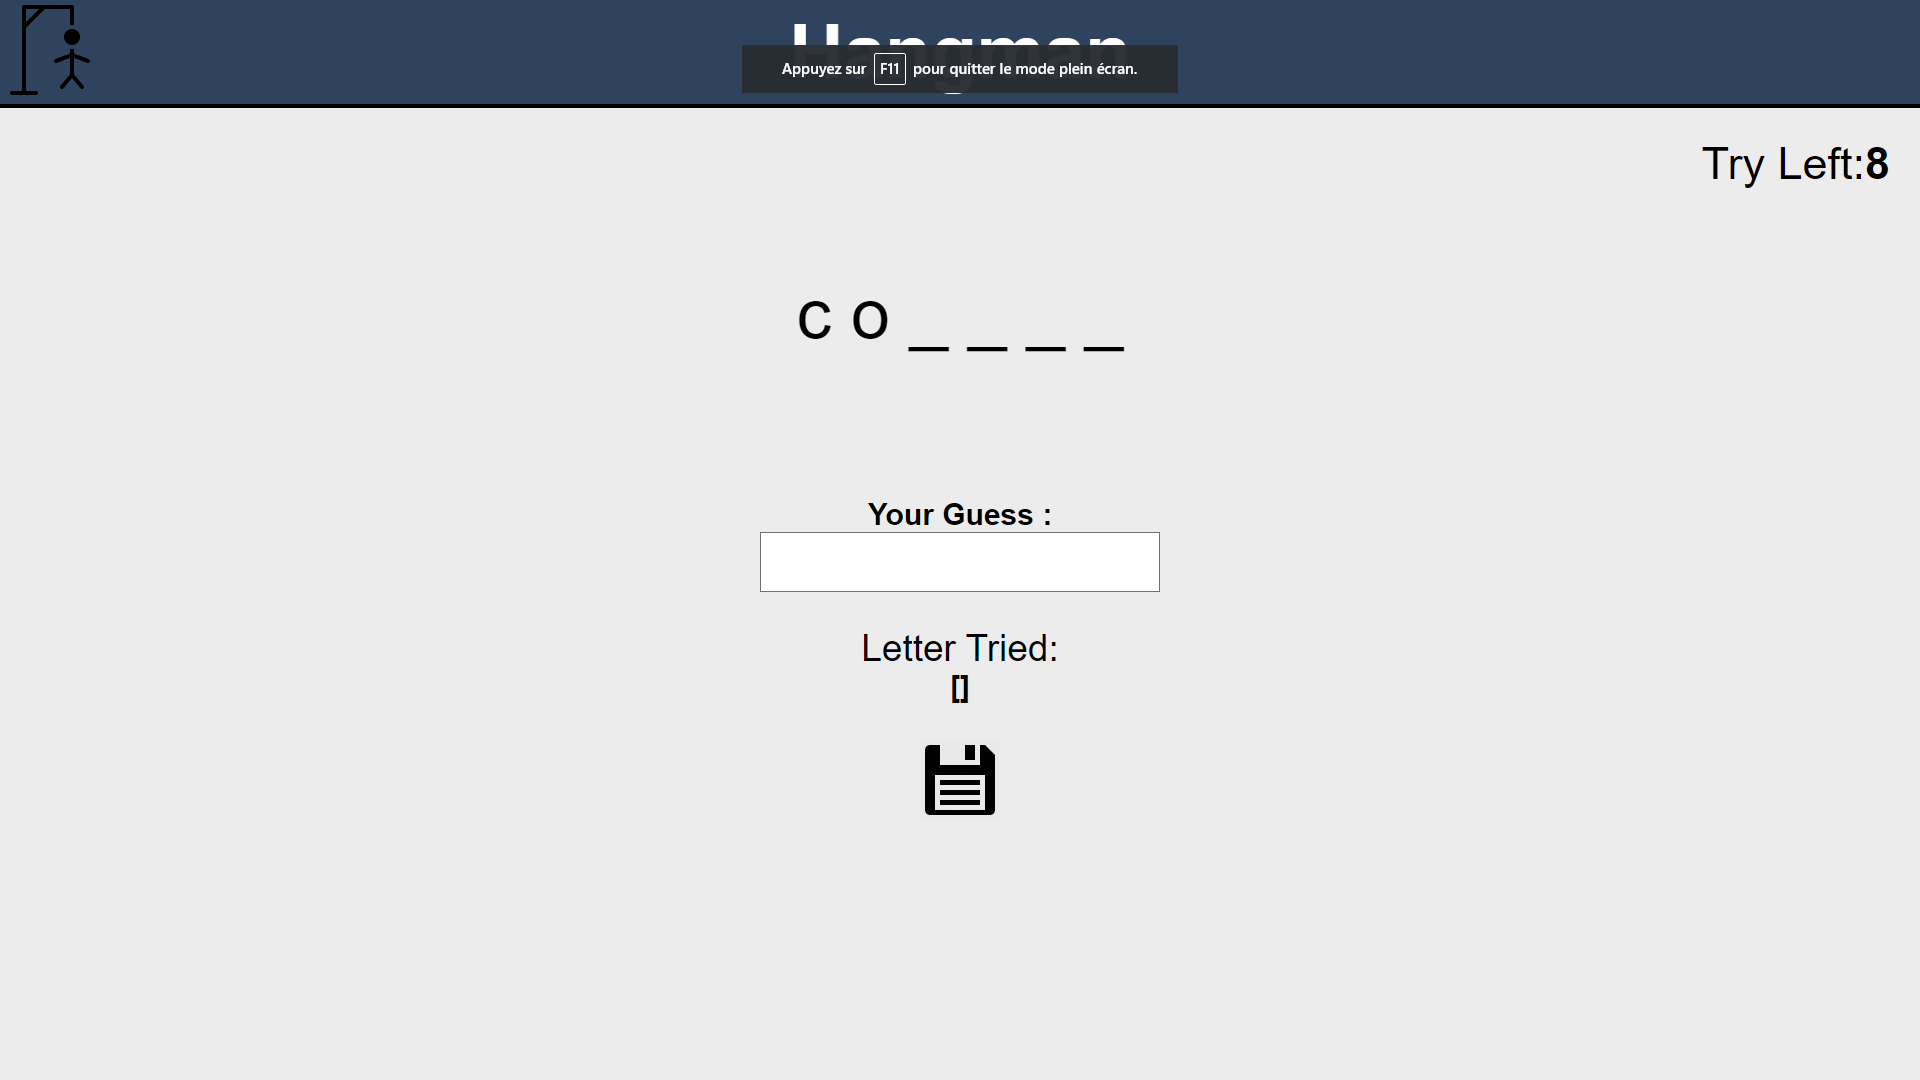 Hangman
Appuyez sur F11 pour quitter le mode plein écran.
Try Left:8
c o _ _ _ _
Your Guess :
Letter Tried:
[]